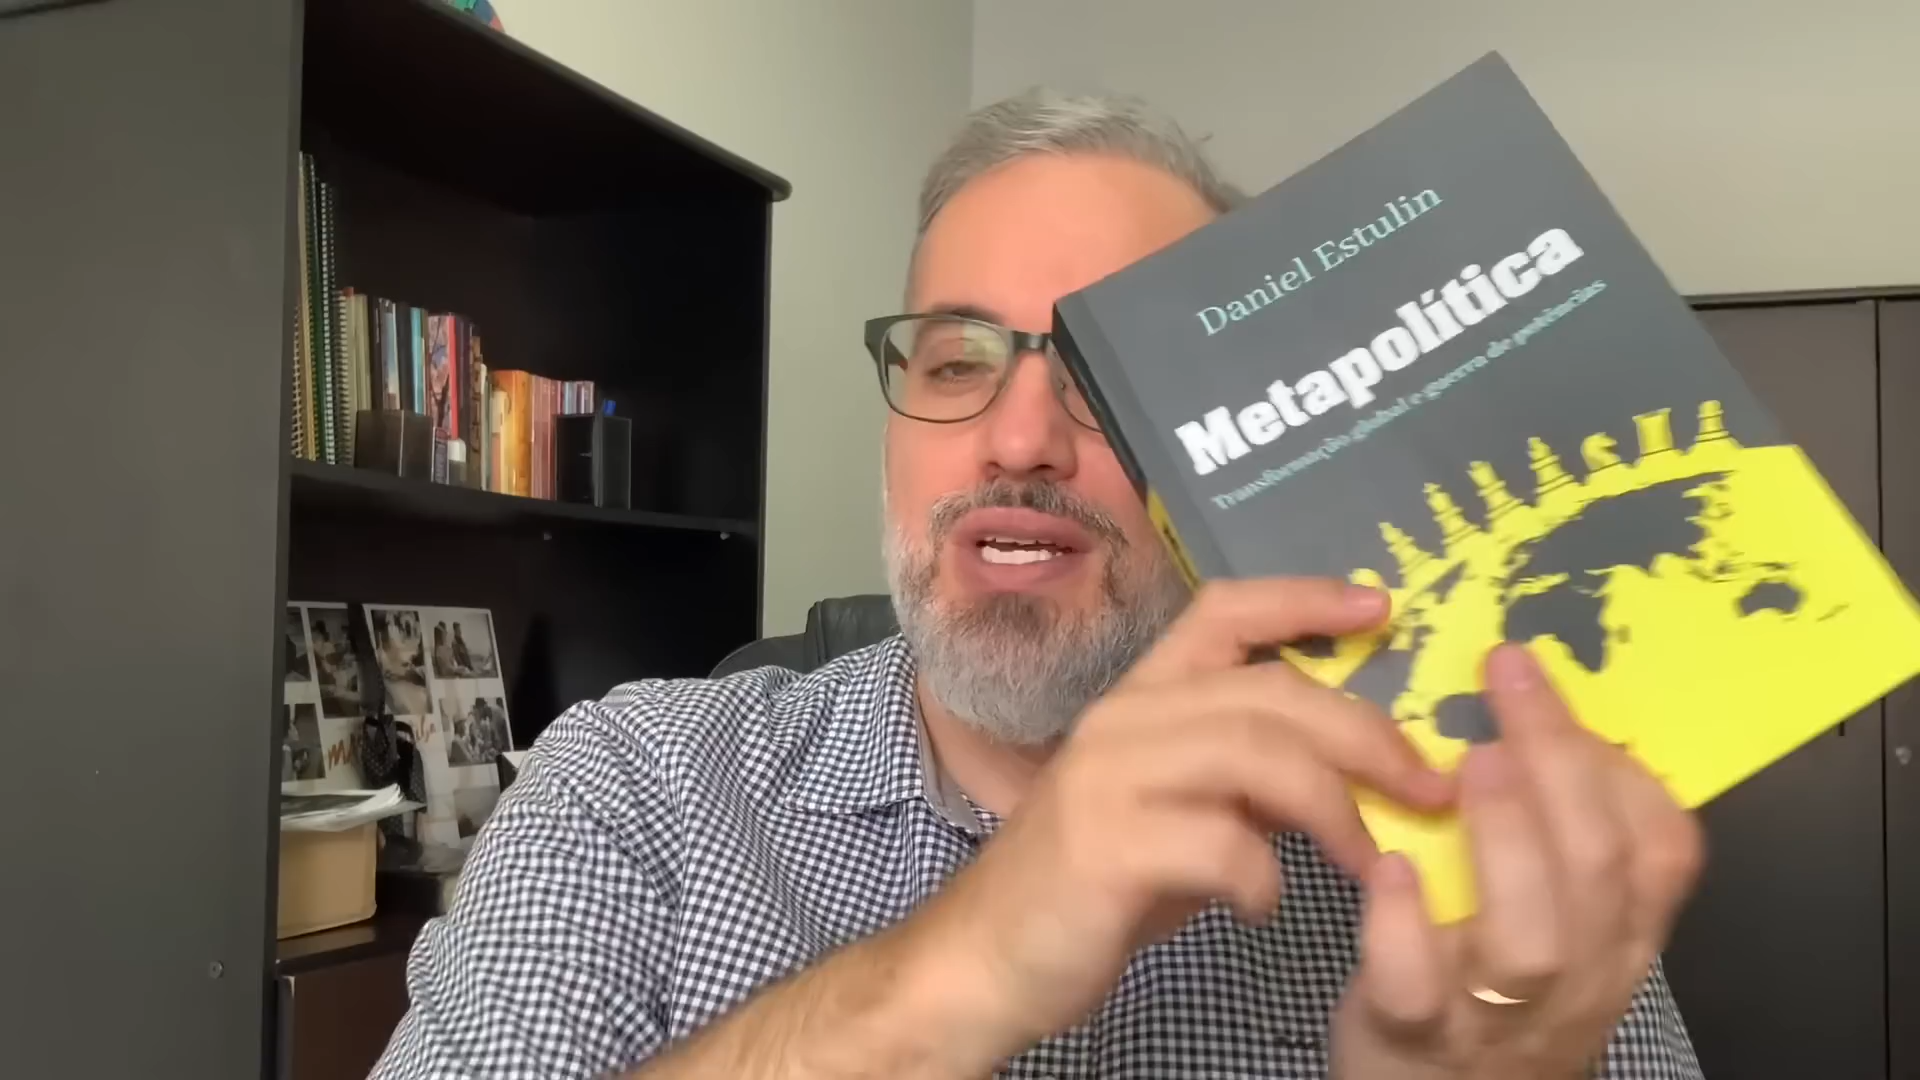 Daniel Estulin
Metapolítica
Transformação global e guerra de potências